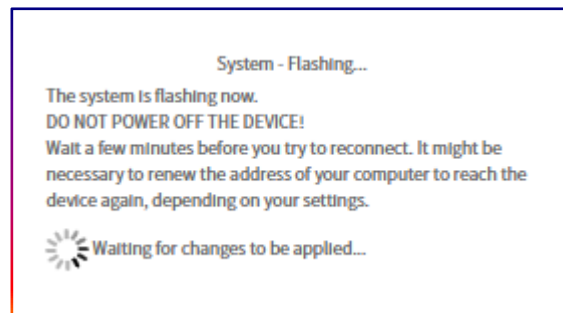 System - Flashing...
The system is flashing now.
DO NOT POWER OFF THE DEVICE!
Wait a few minutes before you try to reconnect. It might be
necessary to renew the address of your computer to reach the
device again, depending on your settings.
Waiting for changes to be applied...